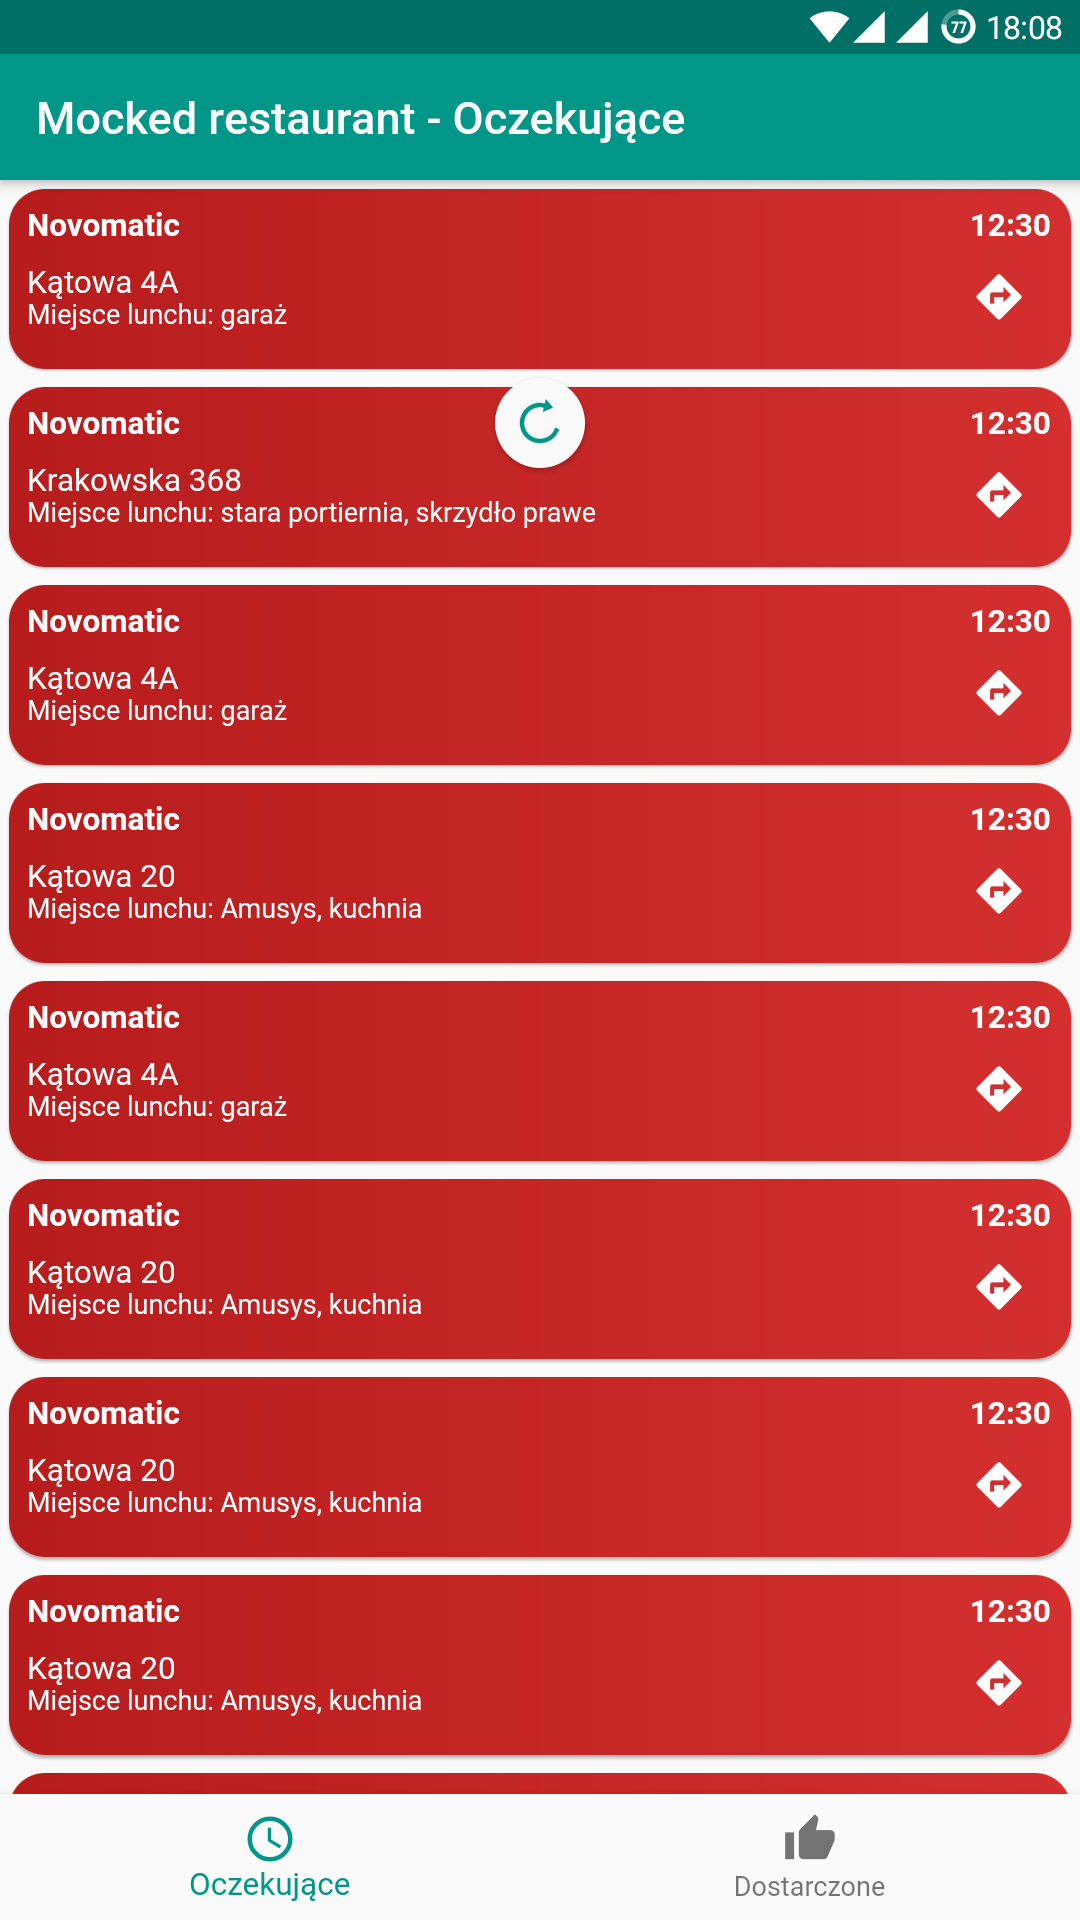 77 18:08
Mocked restaurant - Oczekujące
Novomatic 12:30
Kątowa 4A
Miejsce lunchu: garaż
Novomatic 12:30
Krakowska 368
Miejsce lunchu: stara portiernia, skrzydło prawe
Novomatic 12:30
Kątowa 4A
Miejsce lunchu: garaż
Novomatic 12:30
Kątowa 20
Miejsce lunchu: Amusys, kuchnia
Novomatic 12:30
Kątowa 4A
Miejsce lunchu: garaż
Novomatic 12:30
Kątowa 20
Miejsce lunchu: Amusys, kuchnia
Novomatic 12:30
Kątowa 20
Miejsce lunchu: Amusys, kuchnia
Novomatic 12:30
Kątowa 20
Miejsce lunchu: Amusys, kuchnia
Oczekujące Dostarczone